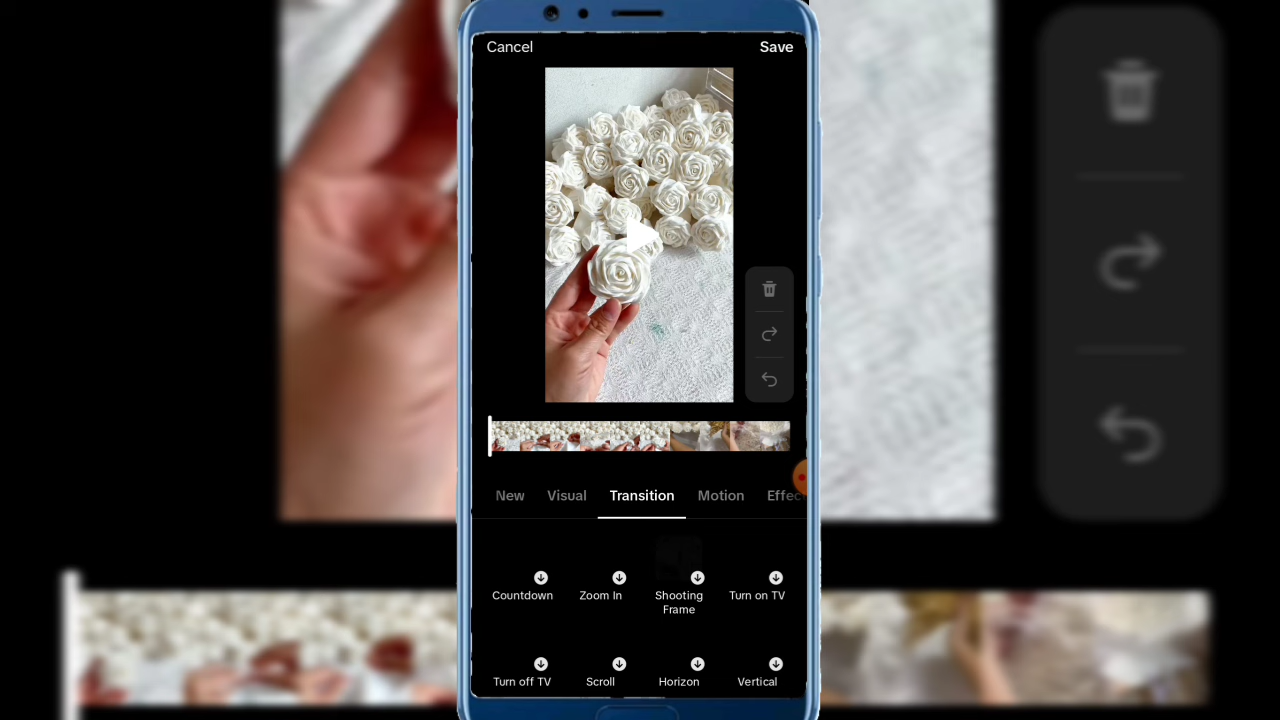 Cancel Save
New Visual Transition Motion Effec
Countdown Zoom In Shooting Frame Turn on TV
Turn off TV Scroll Horizon Vertical